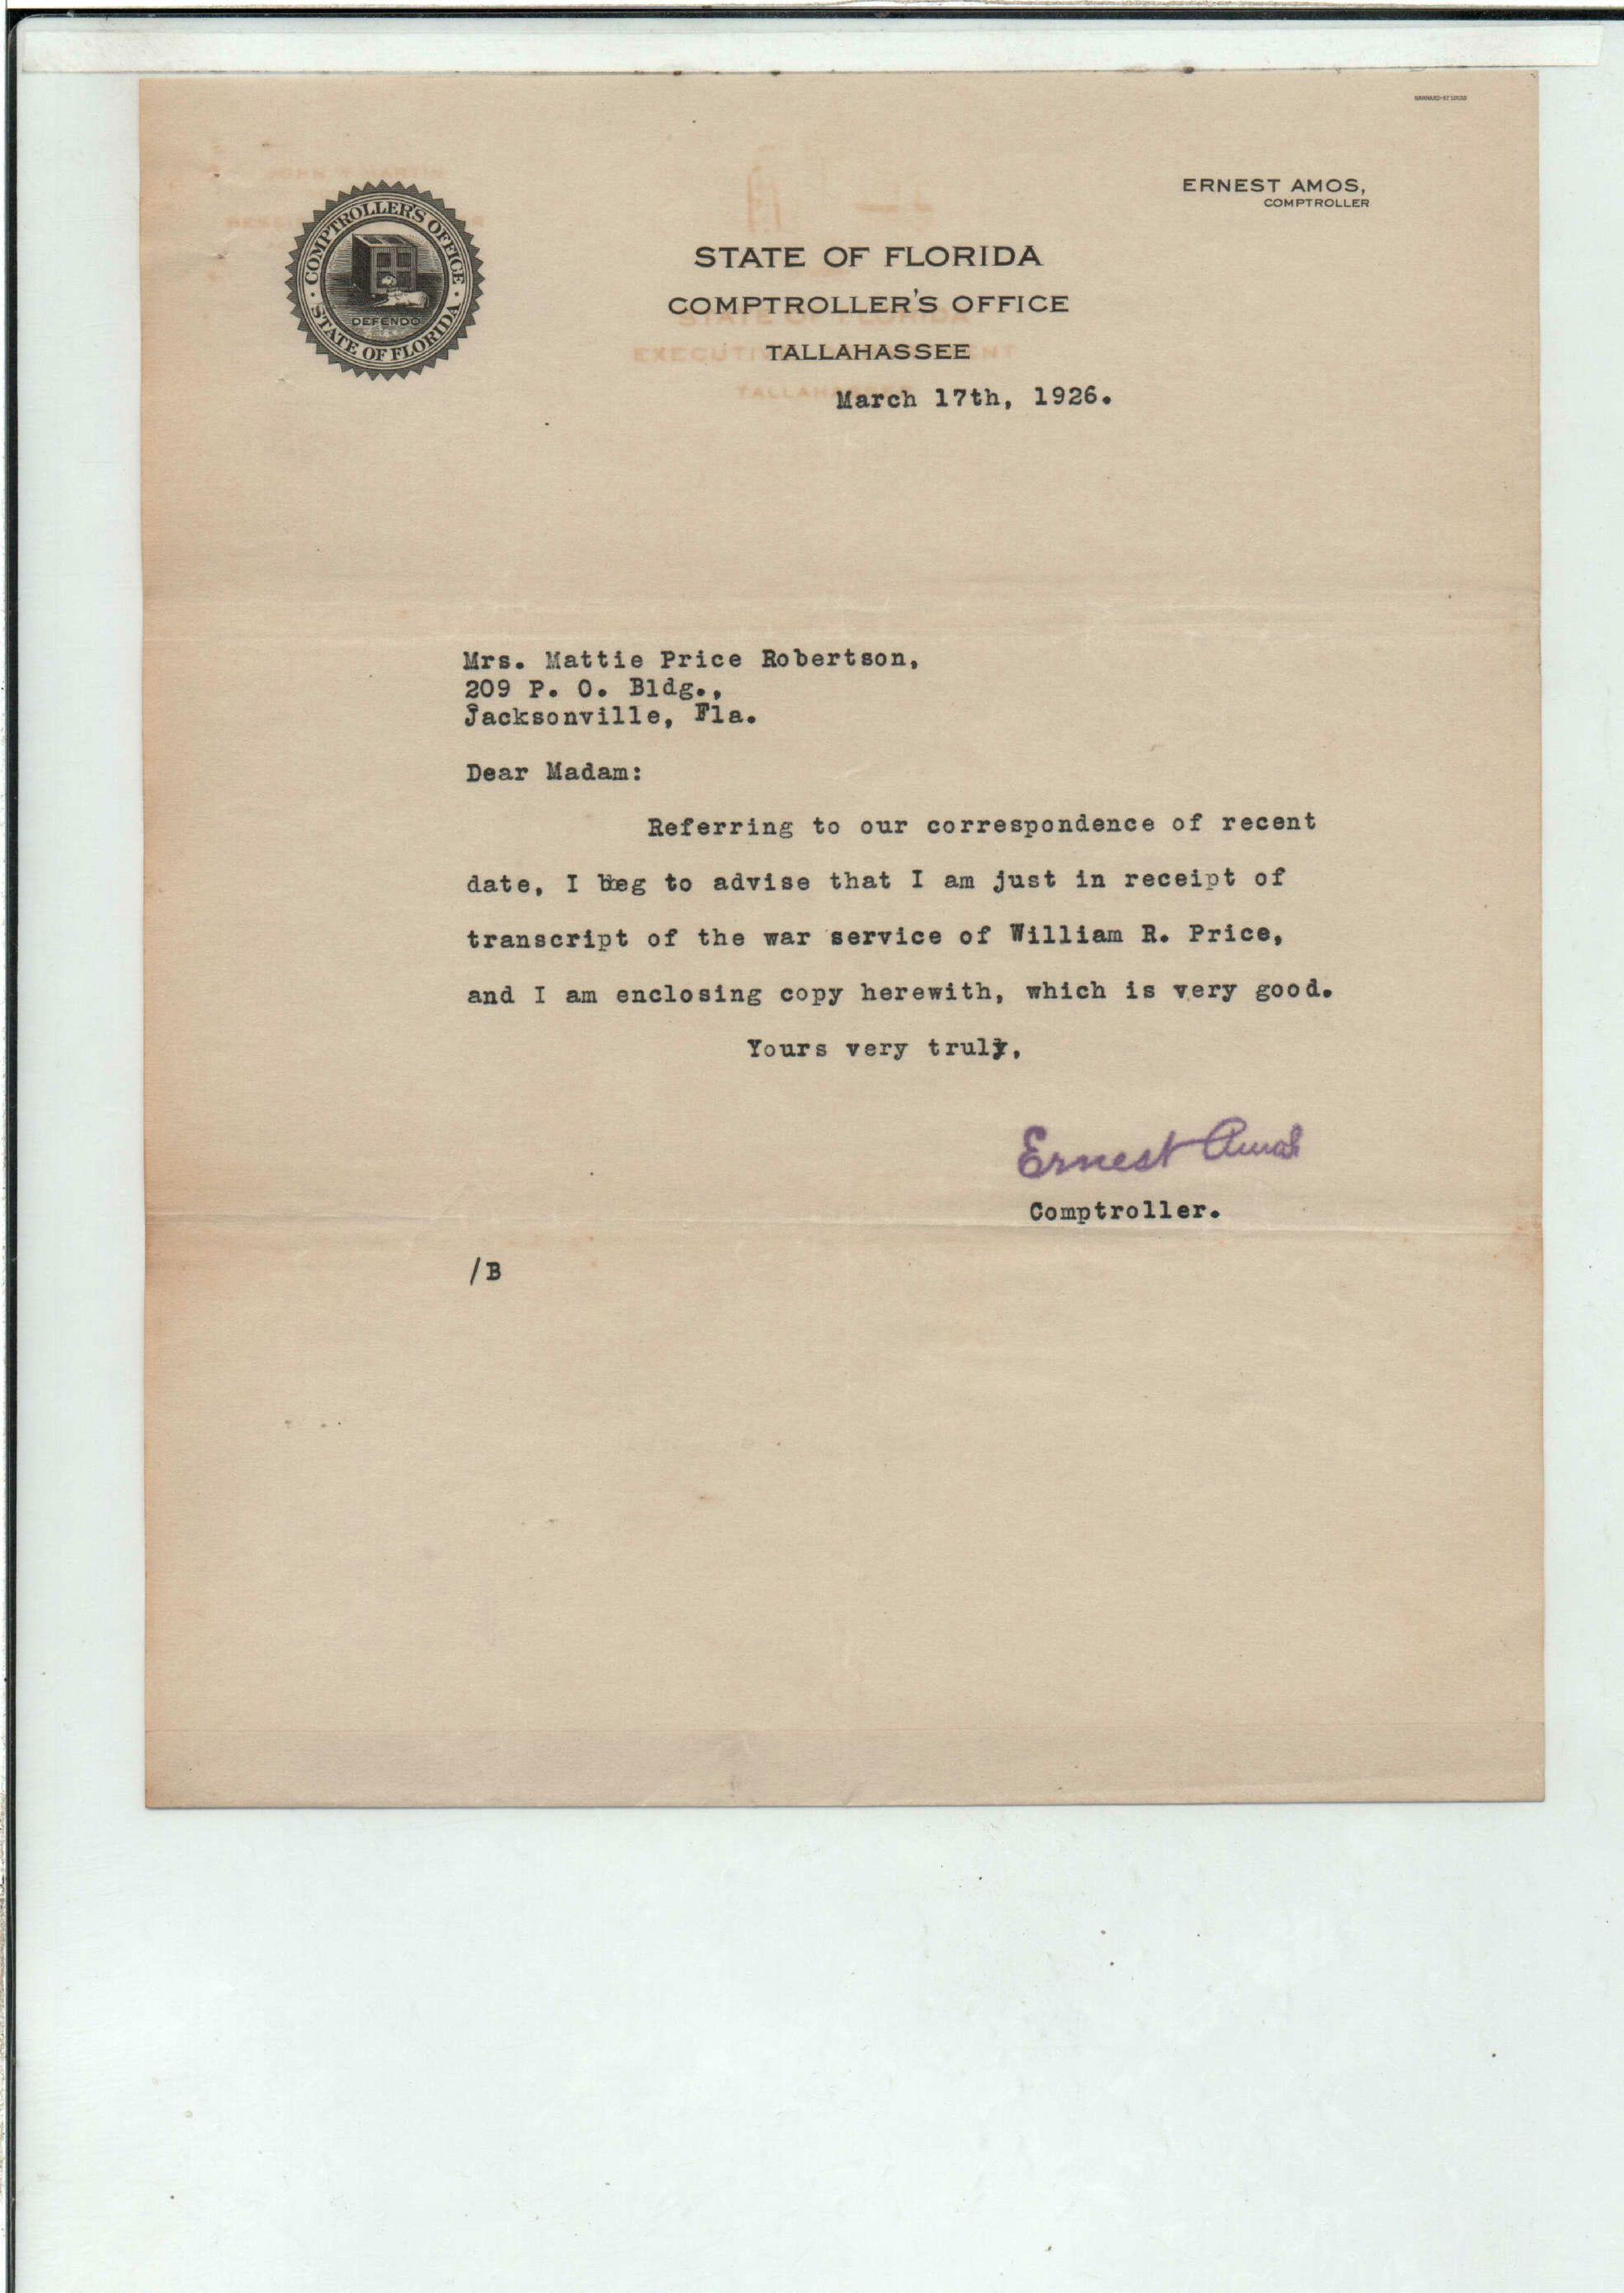 ERNEST AMOS,
COMPTROLLER
COMPTROLLER'S OFFICE
STATE OF FLORIDA
DEFENDO
STATE OF FLORIDA
COMPTROLLER'S OFFICE
TALLAHASSEE
March 17th, 1926.
Mrs. Mattie Price Robertson,
209 P. O. Bldg.,
Jacksonville, Fla.
Dear Madam:
Referring to our correspondence of recent
date, I beg to advise that I am just in receipt of
transcript of the war service of William R. Price,
and I am enclosing copy herewith, which is very good.
Yours very truly,
Ernest Amos
Comptroller.
/B